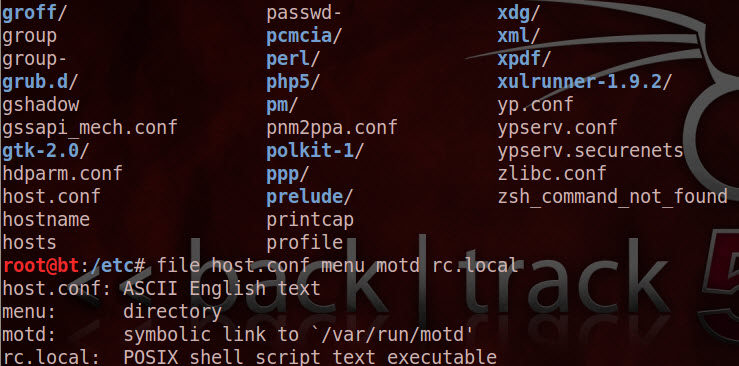 groff/ passwd- xdg/
group pcmcia/ xml/
group- perl/ xpdf/
grub.d/ php5/ xulrunner-1.9.2/
gshadow pm/ yp.conf
gssapi_mech.conf pnm2ppa.conf ypserv.conf
gtk-2.0/ polkit-1/ ypserv.securenets
hdparm.conf ppp/ zlibc.conf
host.conf prelude/ zsh_command_not_found
hostname printcap
hosts profile
root@bt:/etc# file host.conf menu motd rc.local
host.conf: ASCII English text
menu: directory
motd: symbolic link to `/var/run/motd'
rc.local: POSIX shell script text executable
<< back | track 5